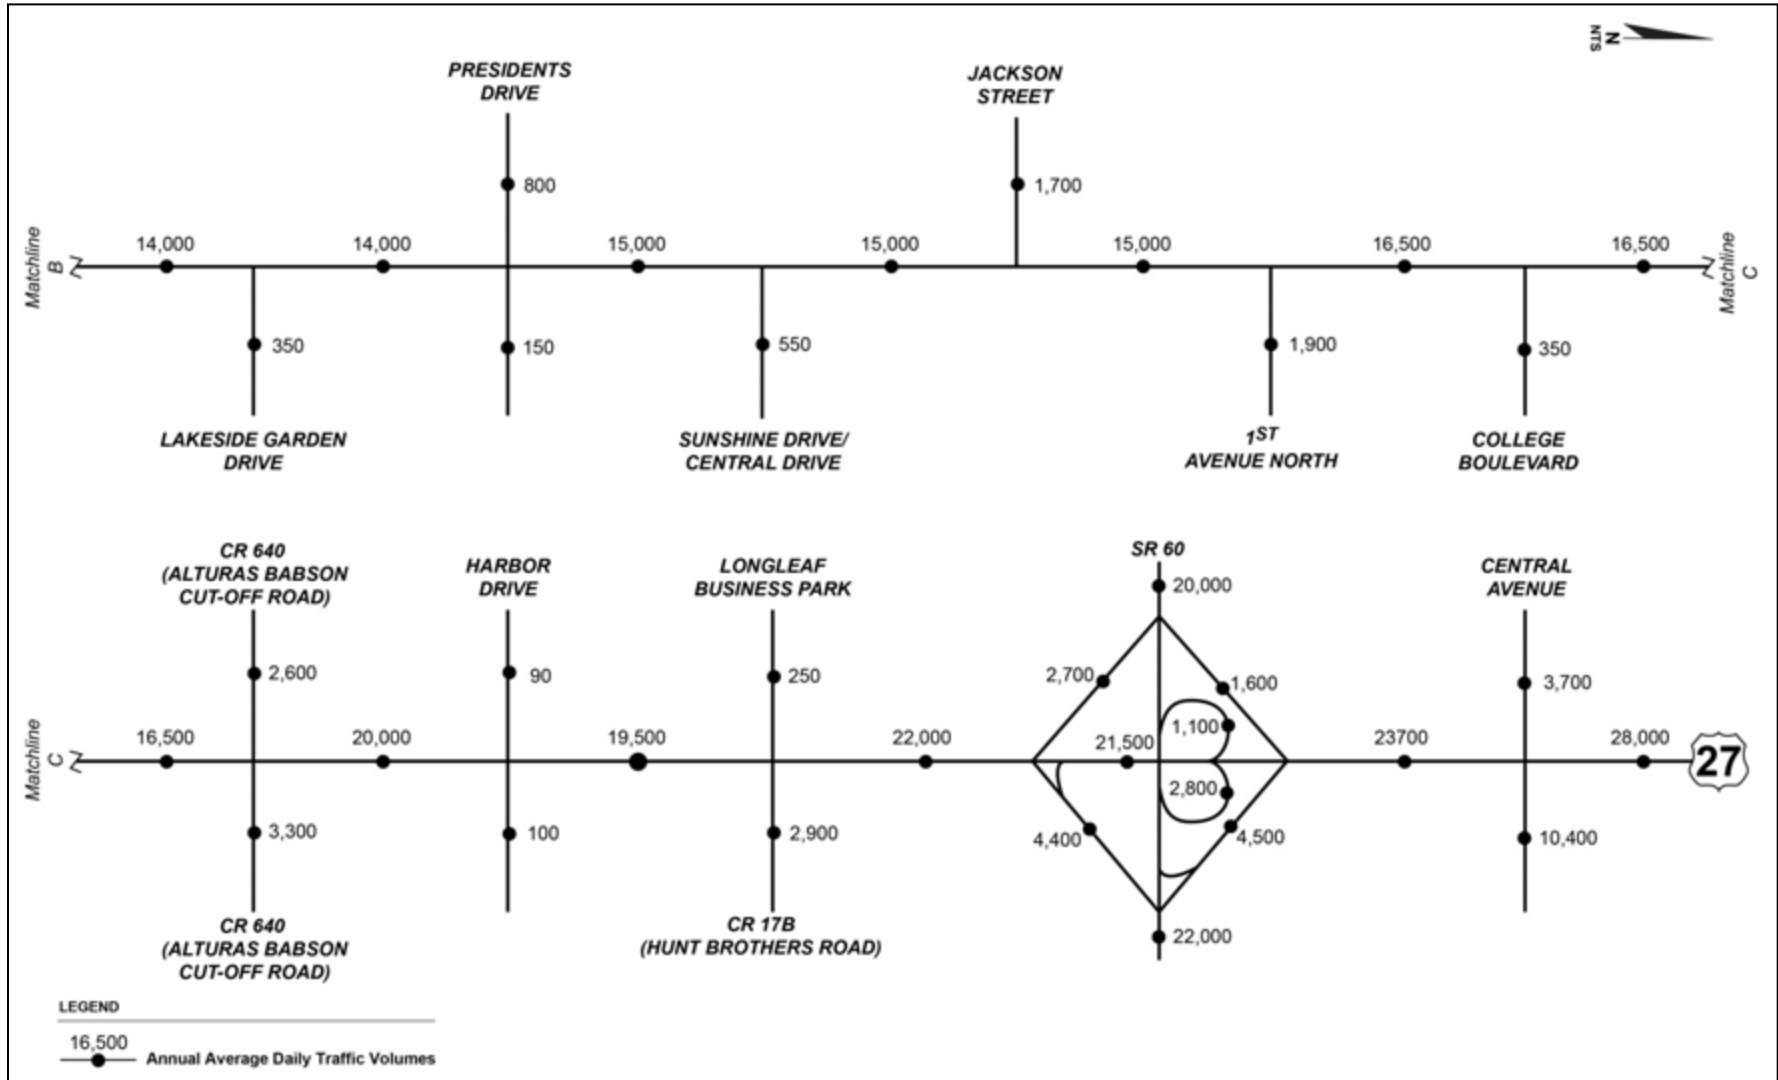 NTS
N
PRESIDENTS
DRIVE
JACKSON
STREET
800
1,700
Matchline
B
14,000
14,000
15,000
15,000
15,000
16,500
16,500
Matchline
C
350
150
550
1,900
350
LAKESIDE GARDEN
DRIVE
SUNSHINE DRIVE/
CENTRAL DRIVE
1ST
AVENUE NORTH
COLLEGE
BOULEVARD
CR 640
(ALTURAS BABSON
CUT-OFF ROAD)
HARBOR
DRIVE
LONGLEAF
BUSINESS PARK
SR 60
CENTRAL
AVENUE
20,000
2,600
90
250
2,700
1,600
3,700
1,100
Matchline
C
16,500
20,000
19,500
22,000
21,500
23700
28,000
27
2,800
3,300
100
2,900
4,400
4,500
10,400
22,000
CR 640
(ALTURAS BABSON
CUT-OFF ROAD)
CR 17B
(HUNT BROTHERS ROAD)
LEGEND
16,500
Annual Average Daily Traffic Volumes